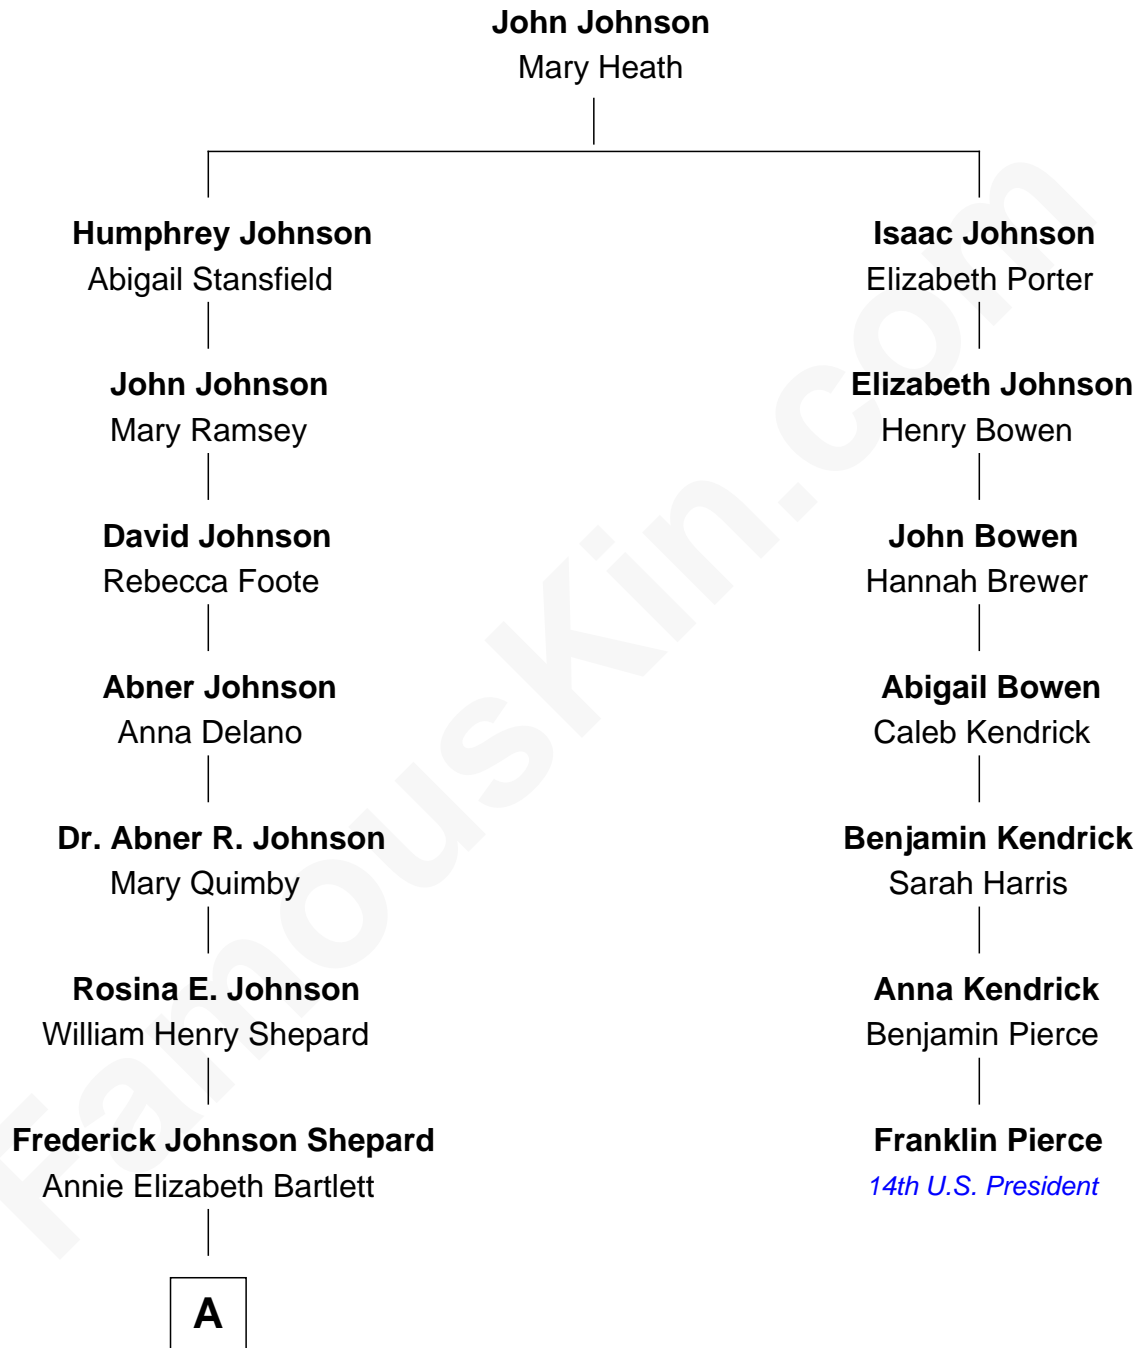 John Johnson
Mary Heath
Humphrey Johnson
Abigail Stansfield
John Johnson
Mary Ramsey
David Johnson
Rebecca Foote
Abner Johnson
Anna Delano
Dr. Abner R. Johnson
Mary Quimby
Rosina E. Johnson
William Henry Shepard
Frederick Johnson Shepard
Annie Elizabeth Bartlett
A
Isaac Johnson
Elizabeth Porter
Elizabeth Johnson
Henry Bowen
John Bowen
Hannah Brewer
Abigail Bowen
Caleb Kendrick
Benjamin Kendrick
Sarah Harris
Anna Kendrick
Benjamin Pierce
Franklin Pierce
14th U.S. President
FamousKin.com